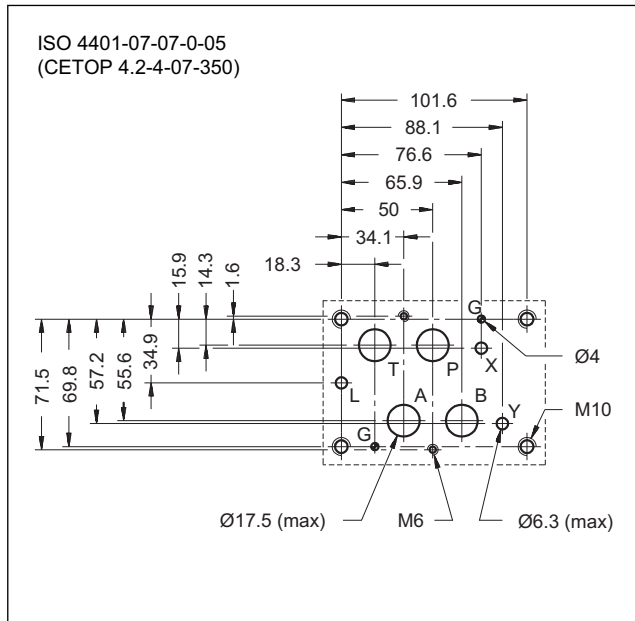 ISO 4401-07-07-0-05
(CETOP 4.2-4-07-350)
101.6
88.1
76.6
65.9
50
34.1
18.3
15.9
14.3
1.6
71.5
69.8
57.2
55.6
34.9
G
Ø4
T
P
X
L
A
B
Y
M10
G
Ø17.5 (max)
M6
Ø6.3 (max)